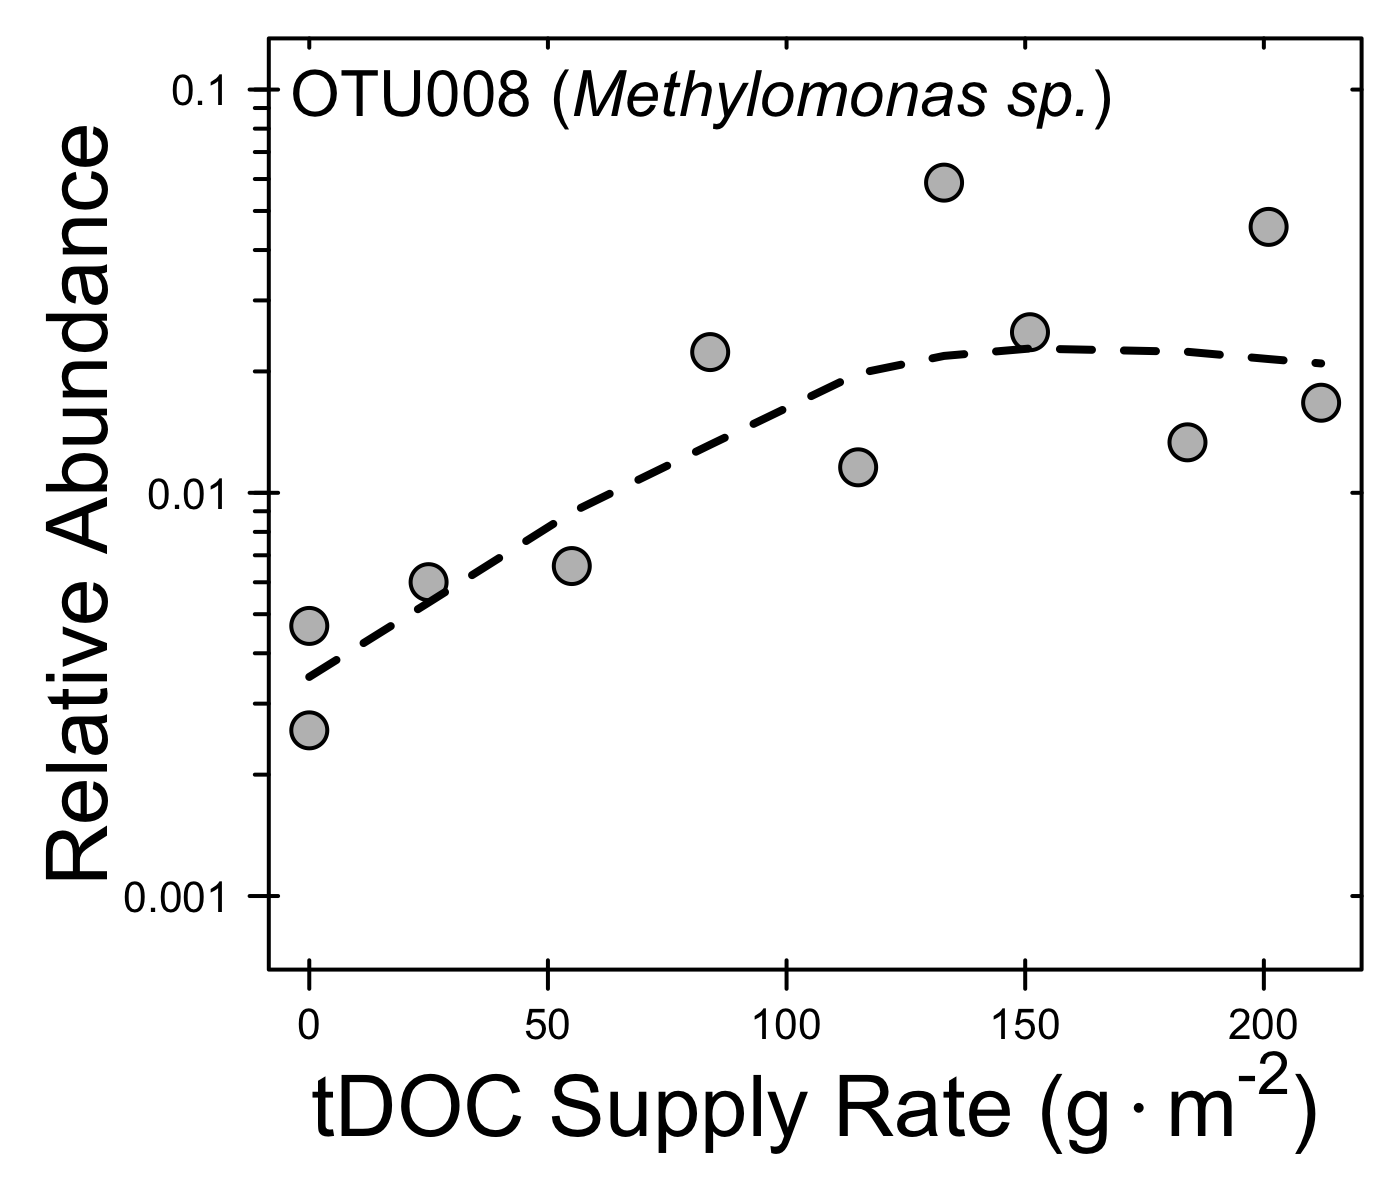 OTU008 (Methylomonas sp.)
Relative Abundance
0.1
0.01
0.001
0 50 100 150 200
tDOC Supply Rate (g · m⁻²)